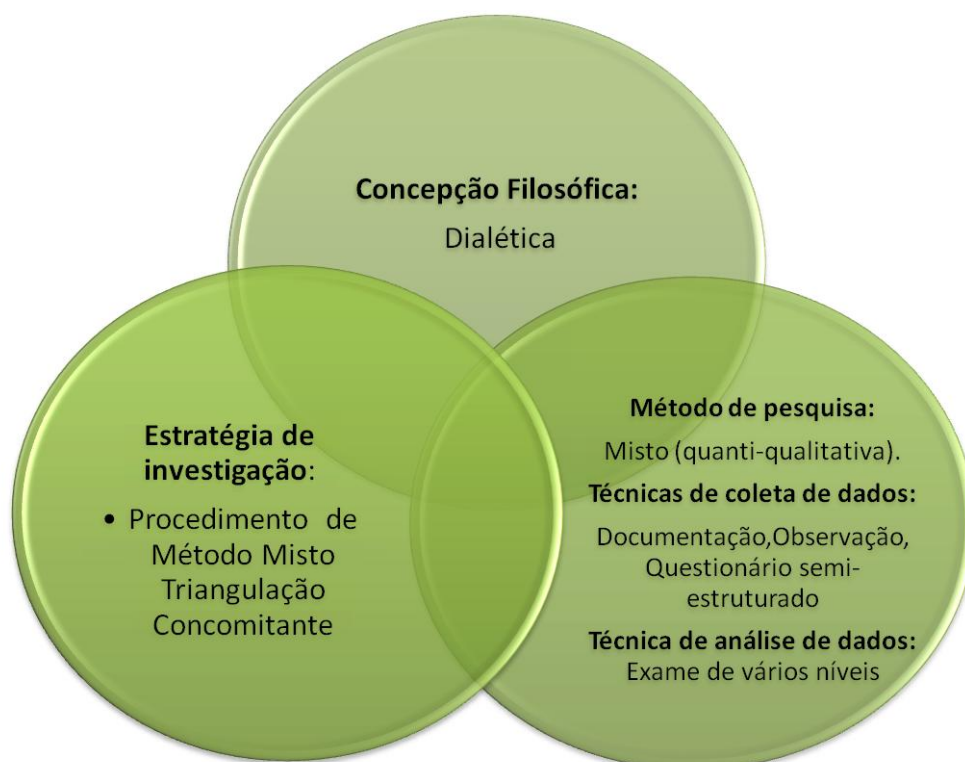 Concepção Filosófica:
Dialética
Estratégia de
investigação:
• Procedimento de
Método Misto
Triangulação
Concomitante
Método de pesquisa:
Misto (quanti-qualitativa).
Técnicas de coleta de dados:
Documentação,Observação,
Questionário semi-
estruturado
Técnica de análise de dados:
Exame de vários níveis